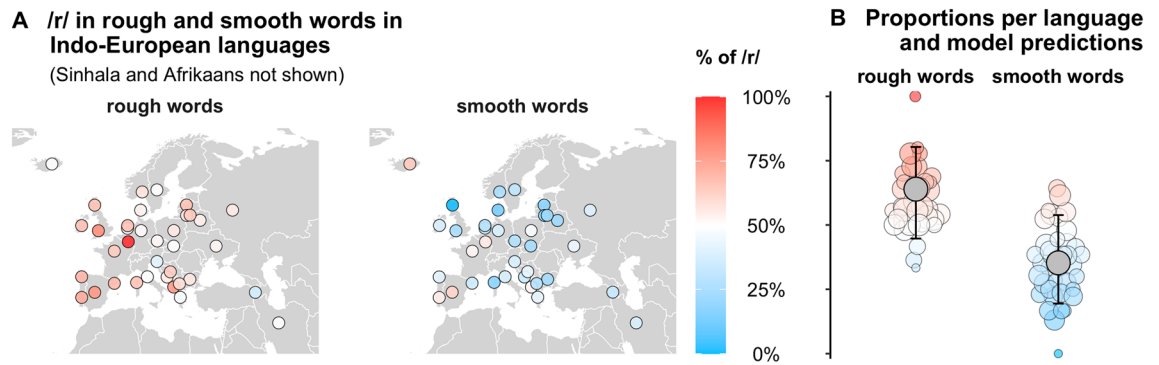 A /r/ in rough and smooth words in
Indo-European languages
(Sinhala and Afrikaans not shown)
rough words
smooth words
% of /r/
100%
75%
50%
25%
0%
B Proportions per language
and model predictions
rough words smooth words